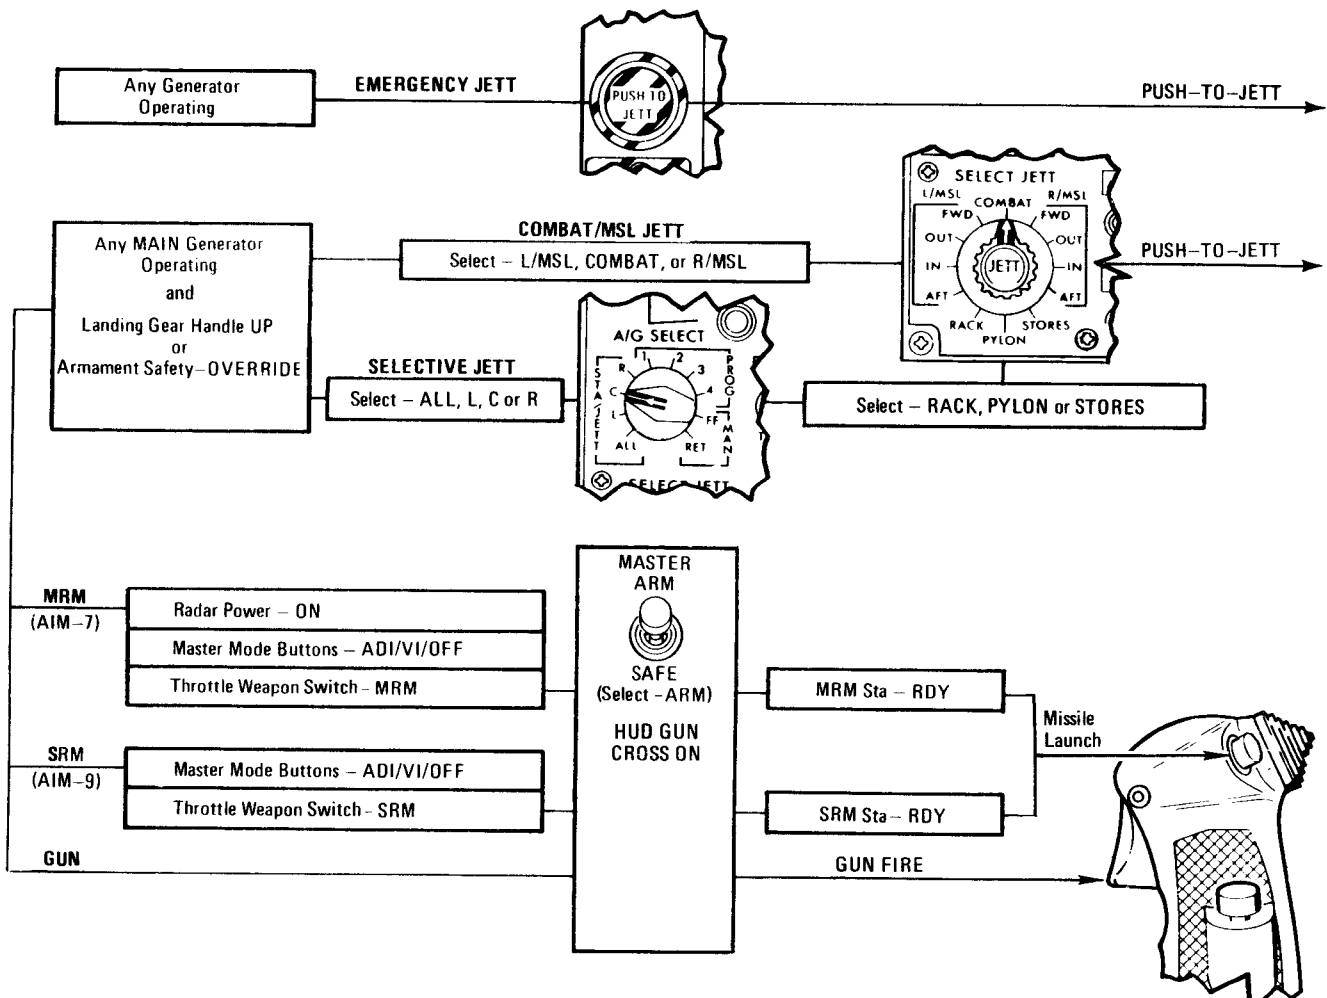 Any Generator
Operating
EMERGENCY JETT
PUSH TO
JETT
PUSH-TO-JETT
Any MAIN Generator
Operating
and
Landing Gear Handle UP
or
Armament Safety-OVERRIDE
COMBAT/MSL JETT
Select - L/MSL, COMBAT, or R/MSL
SELECT JETT
L/MSL
COMBAT
R/MSL
FWD
FWD
OUT
OUT
IN
JETT
IN
AFT
AFT
RACK
STORES
PYLON
PUSH-TO-JETT
SELECTIVE JETT
Select - ALL, L, C or R
A/G SELECT
1
2
R
3
C
4
L
FF
ALL
RET
STA/JETT
PROG
MAN
SELECT JETT
Select - RACK, PYLON or STORES
MRM
(AIM-7)
Radar Power - ON
Master Mode Buttons - ADI/VI/OFF
Throttle Weapon Switch - MRM
SRM
(AIM-9)
Master Mode Buttons - ADI/VI/OFF
Throttle Weapon Switch - SRM
GUN
MASTER
ARM
SAFE
(Select -ARM)
HUD GUN
CROSS ON
MRM Sta - RDY
SRM Sta - RDY
Missile
Launch
GUN FIRE